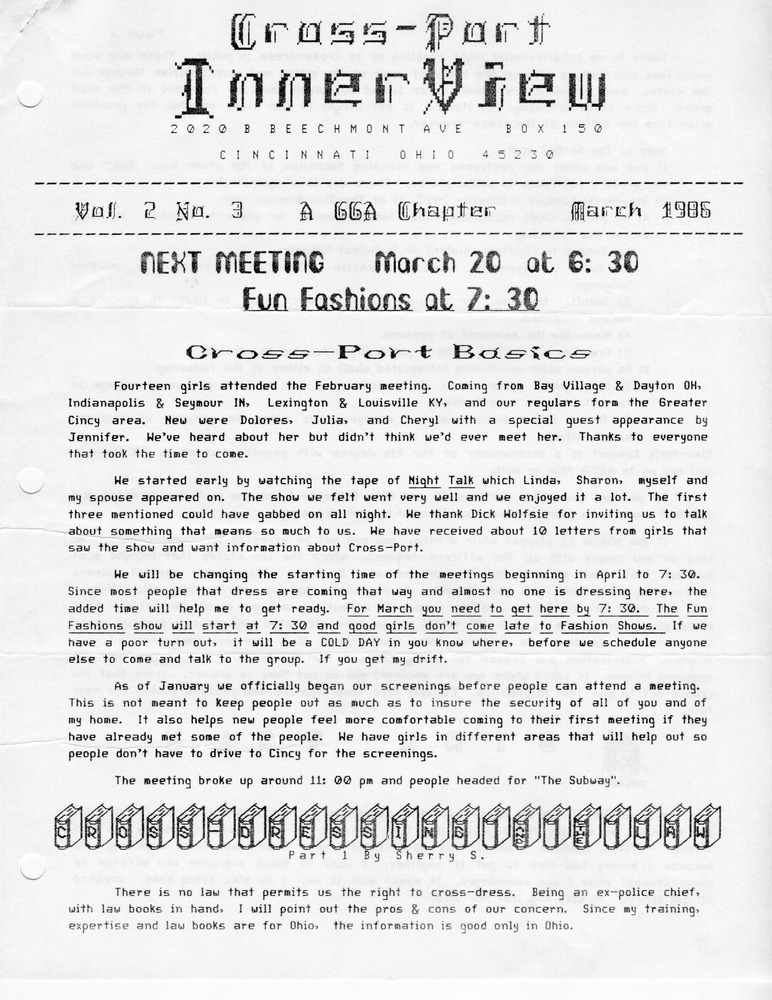 Cross-Port
InnerView
2020 B BEECHMONT AVE BOX 150
CINCINNATI OHIO 45230
Vol. 2 No. 3 A GGA Chapter March 1986
NEXT MEETING March 20 at 6: 30
Fun Fashions at 7: 30
Cross-Port Basics
Fourteen girls attended the February meeting. Coming from Bay Village & Dayton OH,
Indianapolis & Seymour IN, Lexington & Louisville KY, and our regulars form the Greater
Cincy area. New were Dolores, Julia, and Cheryl with a special guest appearance by
Jennifer. We've heard about her but didn't think we'd ever meet her. Thanks to everyone
that took the time to come.
We started early by watching the tape of Night Talk which Linda, Sharon, myself and
my spouse appeared on. The show we felt went very well and we enjoyed it a lot. The first
three mentioned could have gabbed on all night. We thank Dick Wolfsie for inviting us to talk
about something that means so much to us. We have received about 10 letters from girls that
saw the show and want information about Cross-Port.
We will be changing the starting time of the meetings beginning in April to 7: 30.
Since most people that dress are coming that way and almost no one is dressing here, the
added time will help me to get ready. For March you need to get here by 7: 30. The Fun
Fashions show will start at 7: 30 and good girls don't come late to Fashion Shows. If we
have a poor turn out, it will be a COLD DAY in you know where, before we schedule anyone
else to come and talk to the group. If you get my drift.
As of January we officially began our screenings before people can attend a meeting.
This is not meant to keep people out as much as to insure the security of all of you and of
my home. It also helps new people feel more comfortable coming to their first meeting if they
have already met some of the people. We have girls in different areas that will help out so
people don't have to drive to Cincy for the screenings.
The meeting broke up around 11: 00 pm and people headed for "The Subway".
CROSSDRESSING AND THE LAW
Part 1 By Sherry S.
There is no law that permits us the right to cross-dress. Being an ex-police chief,
with law books in hand, I will point out the pros & cons of our concern. Since my training,
expertise and law books are for Ohio, the information is good only in Ohio.